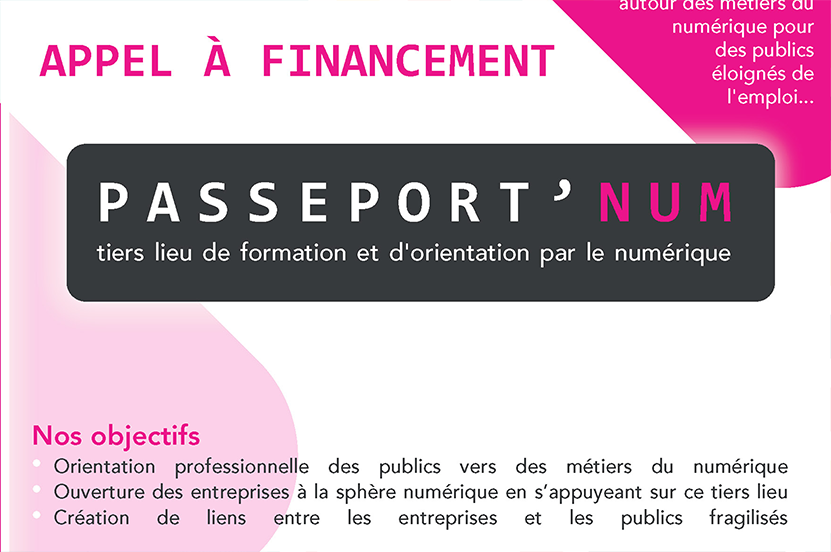 autour des métiers du
numérique pour
des publics
éloignés de
l'emploi...
APPEL À FINANCEMENT
PASSEPORT’NUM
tiers lieu de formation et d'orientation par le numérique
Nos objectifs
• Orientation professionnelle des publics vers des métiers du numérique
• Ouverture des entreprises à la sphère numérique en s’appuyeant sur ce tiers lieu
• Création de liens entre les entreprises et les publics fragilisés